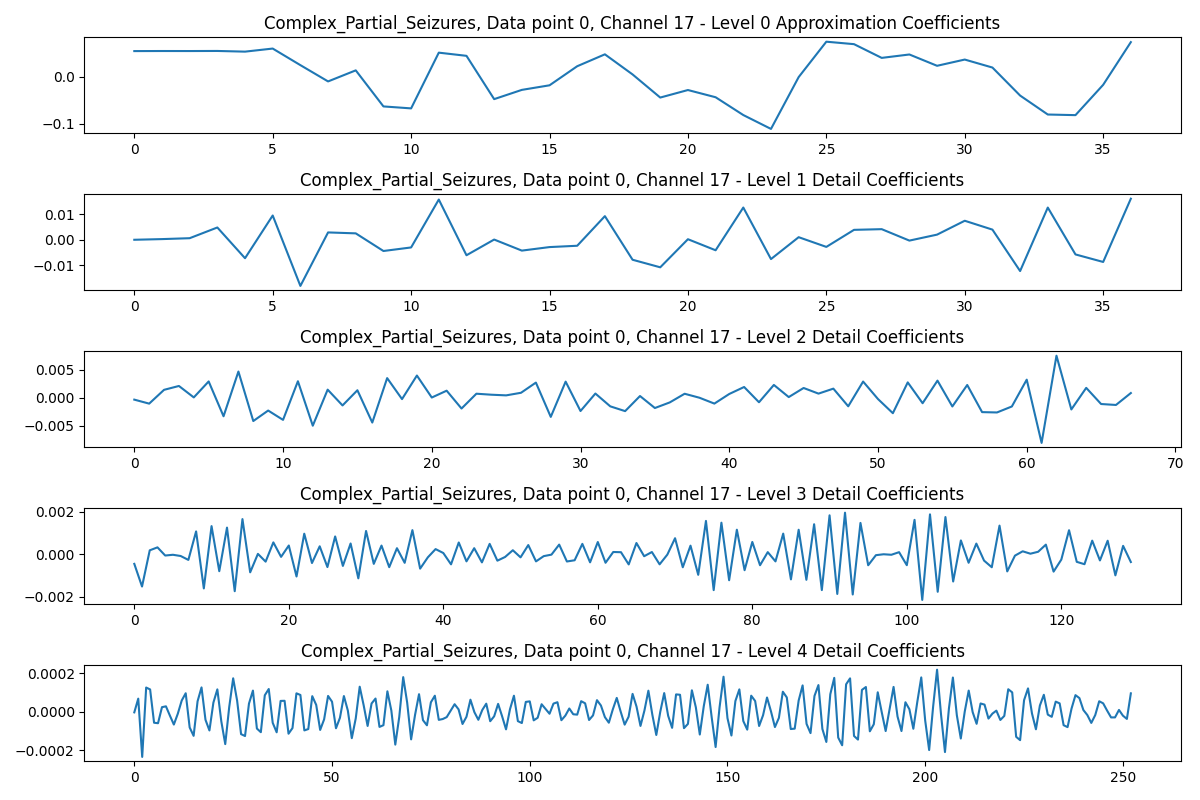 Complex_Partial_Seizures, Data point 0, Channel 17 - Level 0 Approximation Coefficients
0.0
−0.1
0 5 10 15 20 25 30 35
Complex_Partial_Seizures, Data point 0, Channel 17 - Level 1 Detail Coefficients
0.01
0.00
−0.01
0 5 10 15 20 25 30 35
Complex_Partial_Seizures, Data point 0, Channel 17 - Level 2 Detail Coefficients
0.005
0.000
−0.005
0 10 20 30 40 50 60 70
Complex_Partial_Seizures, Data point 0, Channel 17 - Level 3 Detail Coefficients
0.002
0.000
−0.002
0 20 40 60 80 100 120
Complex_Partial_Seizures, Data point 0, Channel 17 - Level 4 Detail Coefficients
0.0002
0.0000
−0.0002
0 50 100 150 200 250